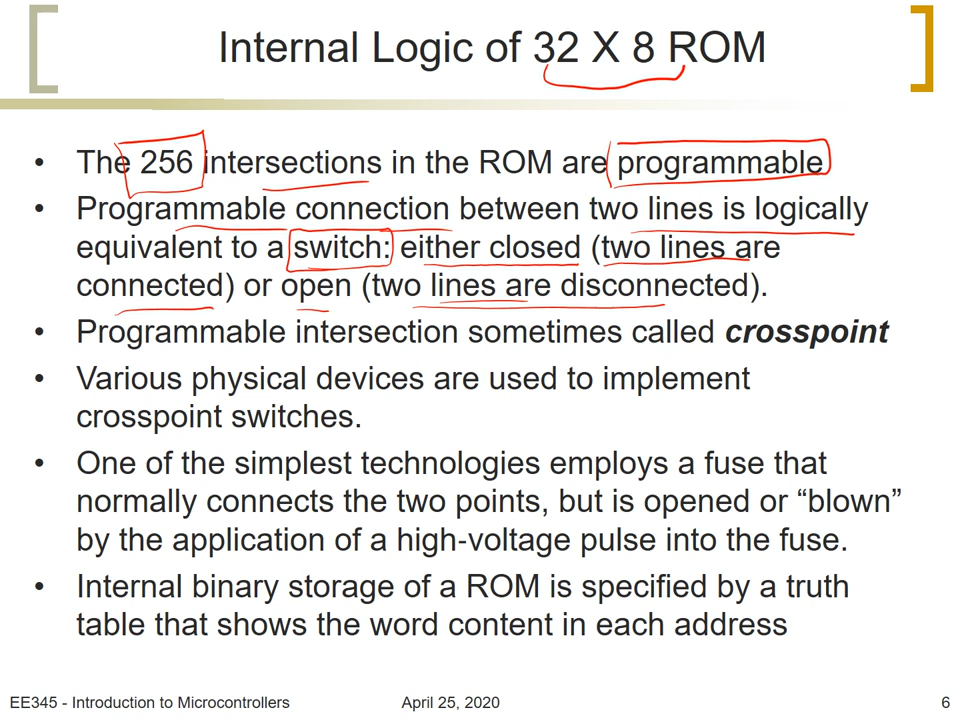 Internal Logic of 32 X 8 ROM
• The 256 intersections in the ROM are programmable
• Programmable connection between two lines is logically
equivalent to a switch: either closed (two lines are
connected) or open (two lines are disconnected).
• Programmable intersection sometimes called crosspoint
• Various physical devices are used to implement
crosspoint switches.
• One of the simplest technologies employs a fuse that
normally connects the two points, but is opened or “blown”
by the application of a high-voltage pulse into the fuse.
• Internal binary storage of a ROM is specified by a truth
table that shows the word content in each address
EE345 - Introduction to Microcontrollers April 25, 2020 6